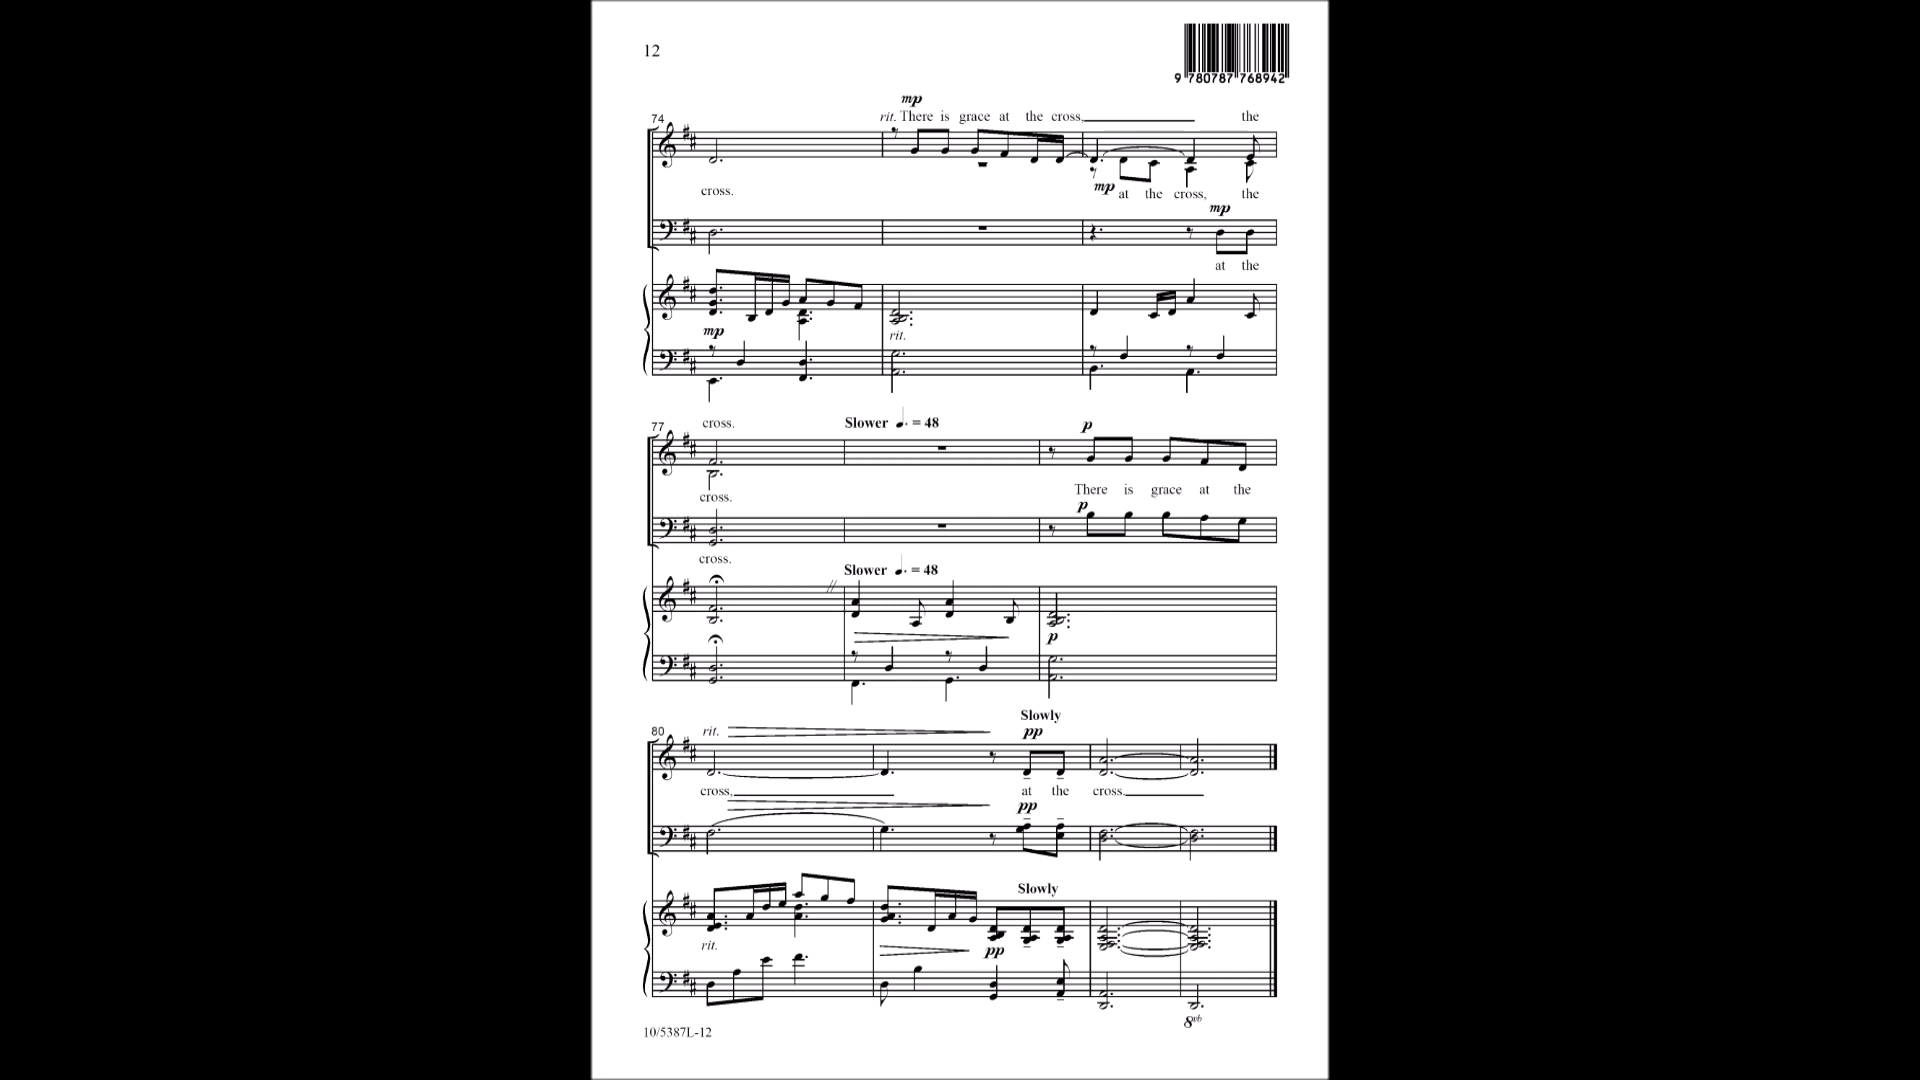 12
9 780787 768942
mp
74 rit. There is grace at the cross, the
cross. mp at the cross, the
mp
at the
mp rit.
77 cross. Slower ♩. = 48 p
cross. There is grace at the
p
cross.
Slower ♩. = 48
p
Slowly
80 rit. pp
cross, at the cross.
pp
Slowly
rit. pp
8vb
10/5387L-12